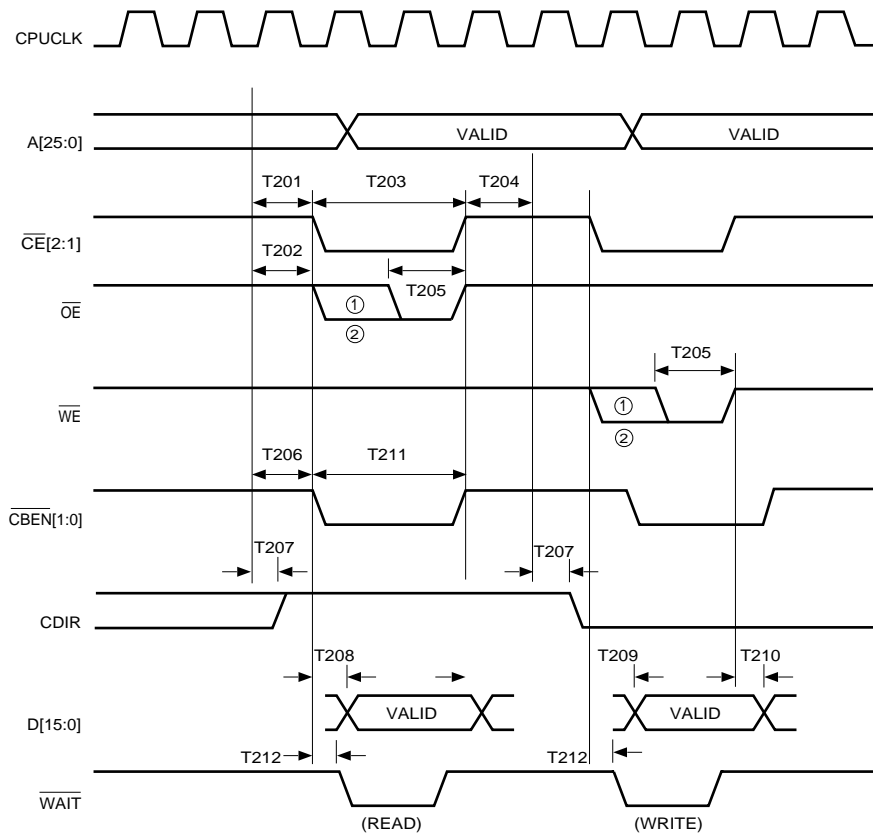 CPUCLK
A[25:0] VALID VALID
T201 T203 T204
CE[2:1]
T202
T205
OE ① ②
T205
WE ① ②
T206 T211
CBEN[1:0]
T207 T207
CDIR
T208 T209 T210
D[15:0] VALID VALID
T212 T212
WAIT
(READ) (WRITE)